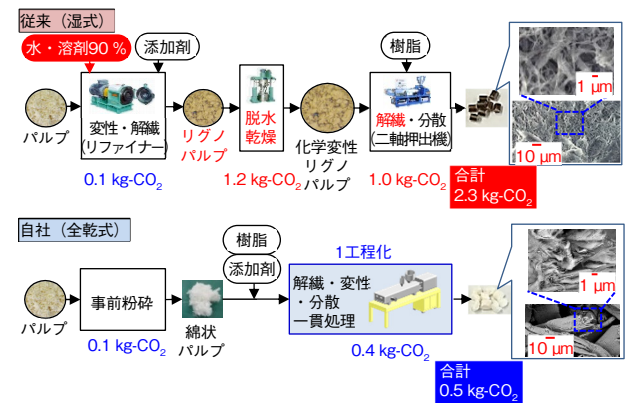 従来（湿式）
水・溶剤90 %
添加剤
樹脂
パルプ
変性・解繊
(リファイナー)
リグノ
パルプ
脱水
乾燥
化学変性
リグノ
パルプ
解繊・分散
(二軸押出機)
1 μm
10 μm
0.1 kg-CO₂
1.2 kg-CO₂
1.0 kg-CO₂
合計
2.3 kg-CO₂
自社（全乾式）
樹脂
添加剤
1工程化
パルプ
事前粉砕
綿状
パルプ
解繊・変性
・分散
一貫処理
1 μm
10 μm
0.1 kg-CO₂
0.4 kg-CO₂
合計
0.5 kg-CO₂